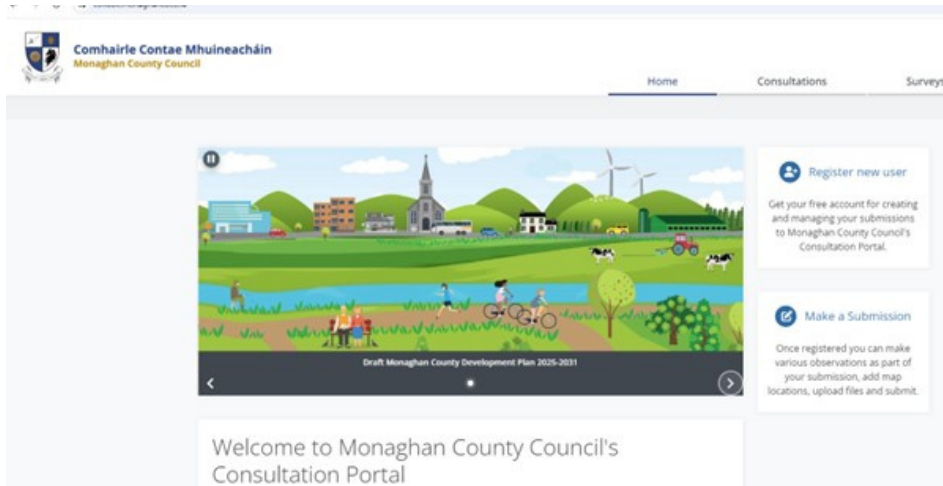 Comhairle Contae Mhuineacháin
Monaghan County Council
Home
Consultations
Surveys
Draft Monaghan County Development Plan 2025-2031
Register new user
Get your free account for creating
and managing your submissions
to Monaghan County Council's
Consultation Portal.
Make a Submission
Once registered you can make
various observations as part of
your submission, add map
locations, upload files and submit.
Welcome to Monaghan County Council's
Consultation Portal